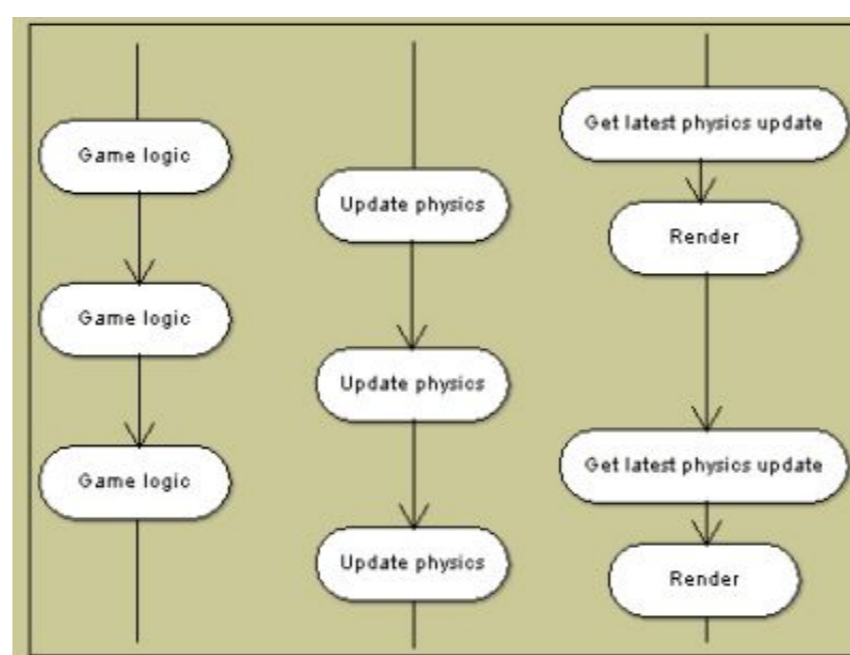 Game logic
Game logic
Game logic
Update physics
Update physics
Update physics
Get latest physics update
Render
Get latest physics update
Render